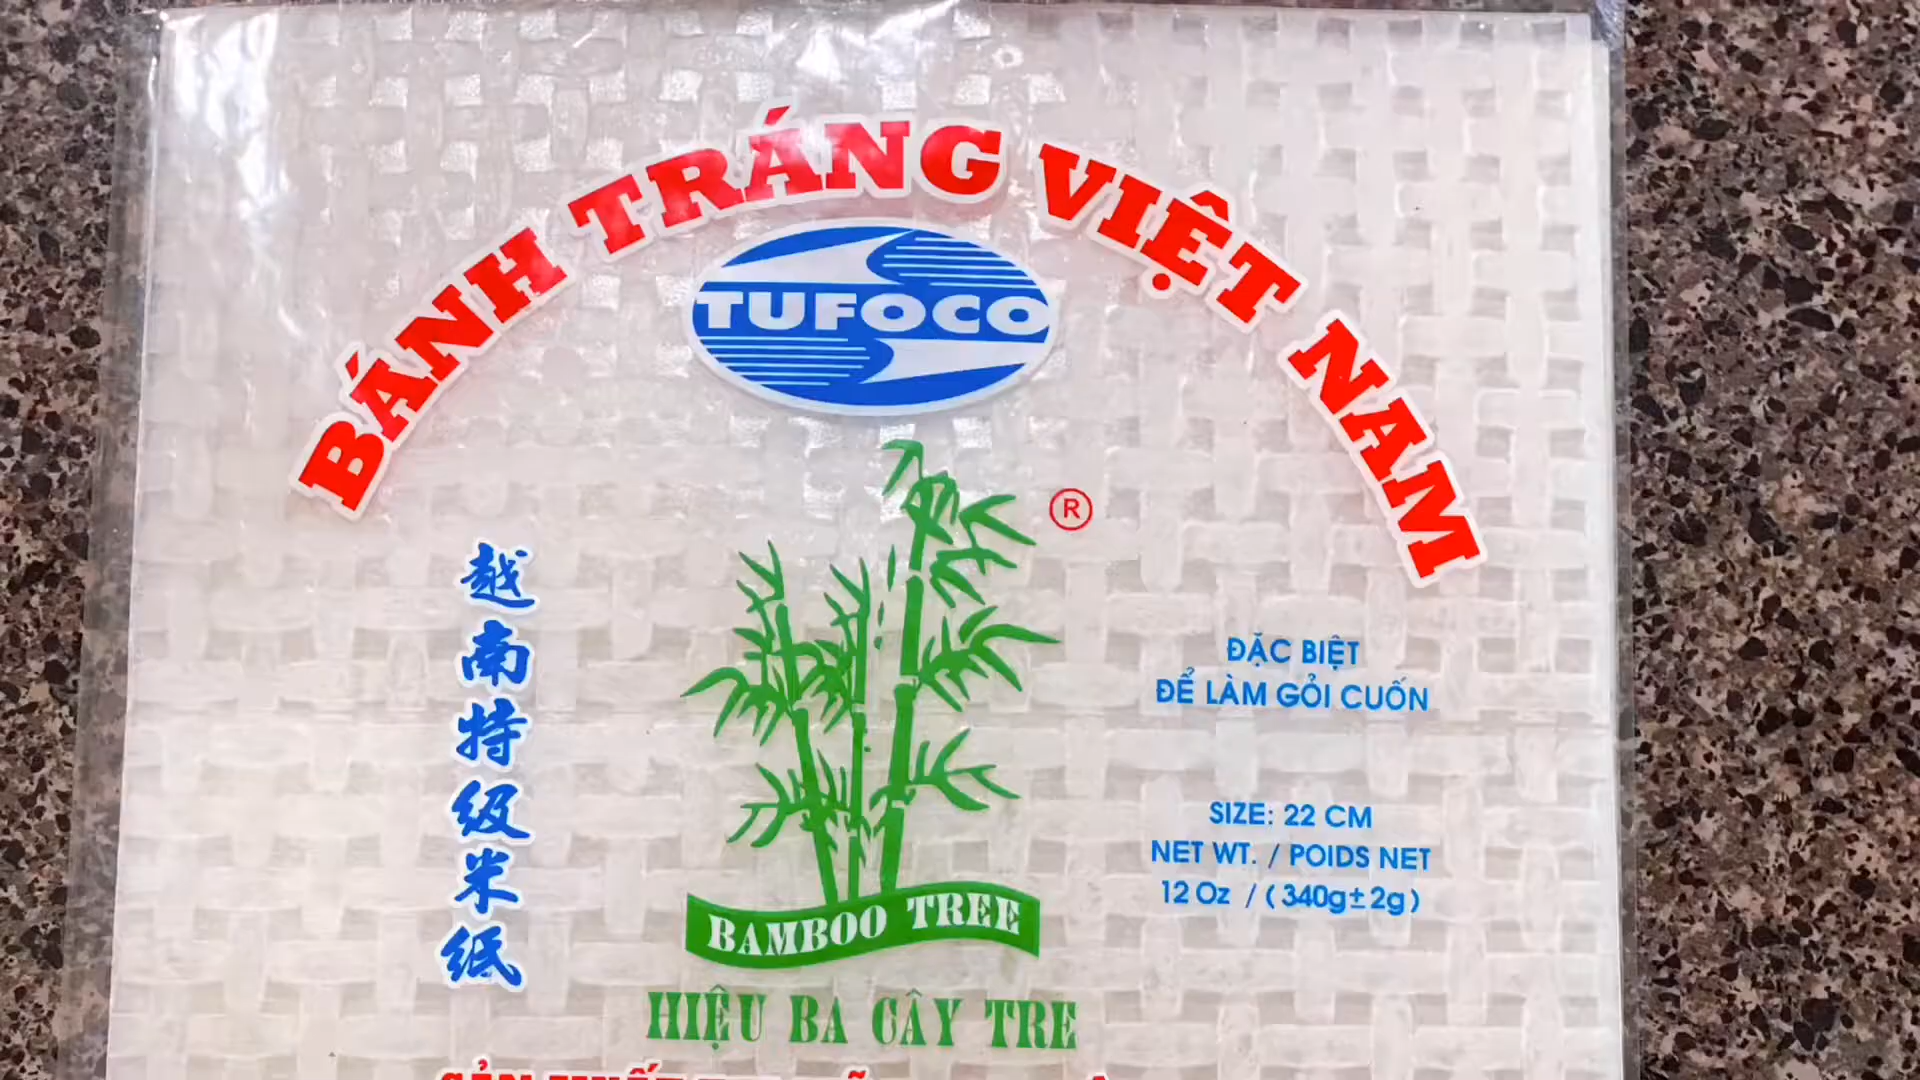 BÁNH TRÁNG VIỆT NAM
TUFOCO
®
越南特级米纸
ĐẶC BIỆT
ĐỂ LÀM GỎI CUỐN
SIZE: 22 CM
NET WT. / POIDS NET
12 Oz / (340g±2g)
BAMBOO TREE
HIỆU BA CÂY TRE